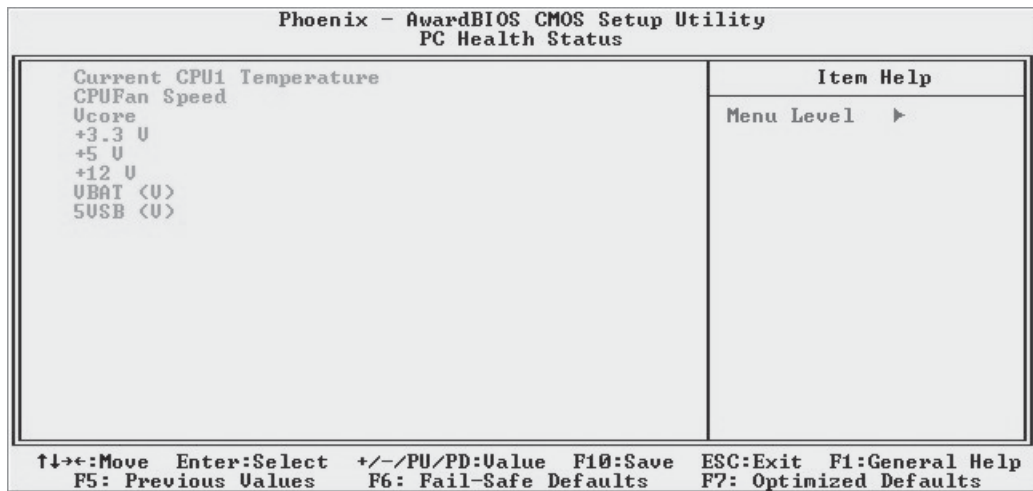 Phoenix - AwardBIOS CMOS Setup Utility
PC Health Status
Current CPU1 Temperature
CPUFan Speed
Vcore
+3.3 V
+5 V
+12 V
VBAT (V)
5VSB (V)
Item Help
Menu Level ▶
↑↓→←:Move Enter:Select +/-/PU/PD:Value F10:Save ESC:Exit F1:General Help
F5: Previous Values F6: Fail-Safe Defaults F7: Optimized Defaults